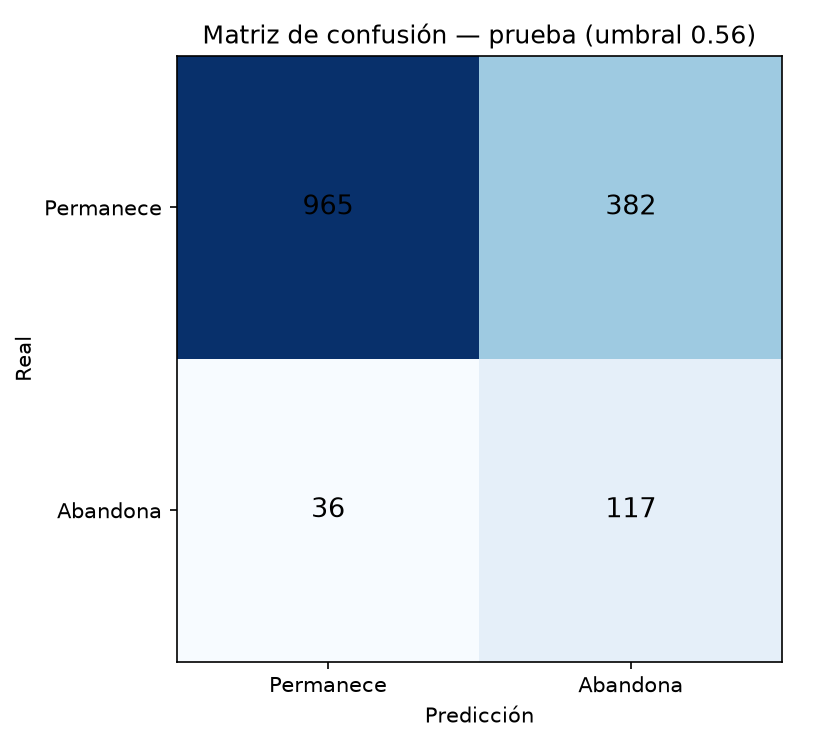 Matriz de confusión — prueba (umbral 0.56)
Permanece
965
382
Real
Abandona
36
117
Permanece
Abandona
Predicción